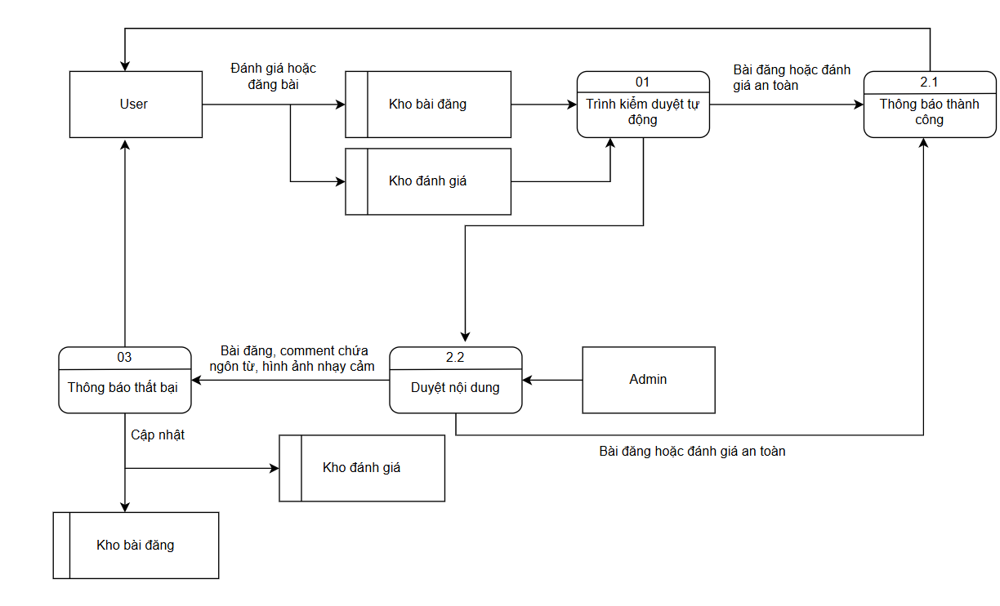 Đánh giá hoặc
đăng bài
User
Kho bài đăng
01
Trình kiểm duyệt tự
động
Bài đăng hoặc đánh
giá an toàn
2.1
Thông báo thành
công
Kho đánh giá
03
Thông báo thất bại
Bài đăng, comment chứa
ngôn từ, hình ảnh nhạy cảm
2.2
Duyệt nội dung
Admin
Cập nhật
Bài đăng hoặc đánh giá an toàn
Kho đánh giá
Kho bài đăng